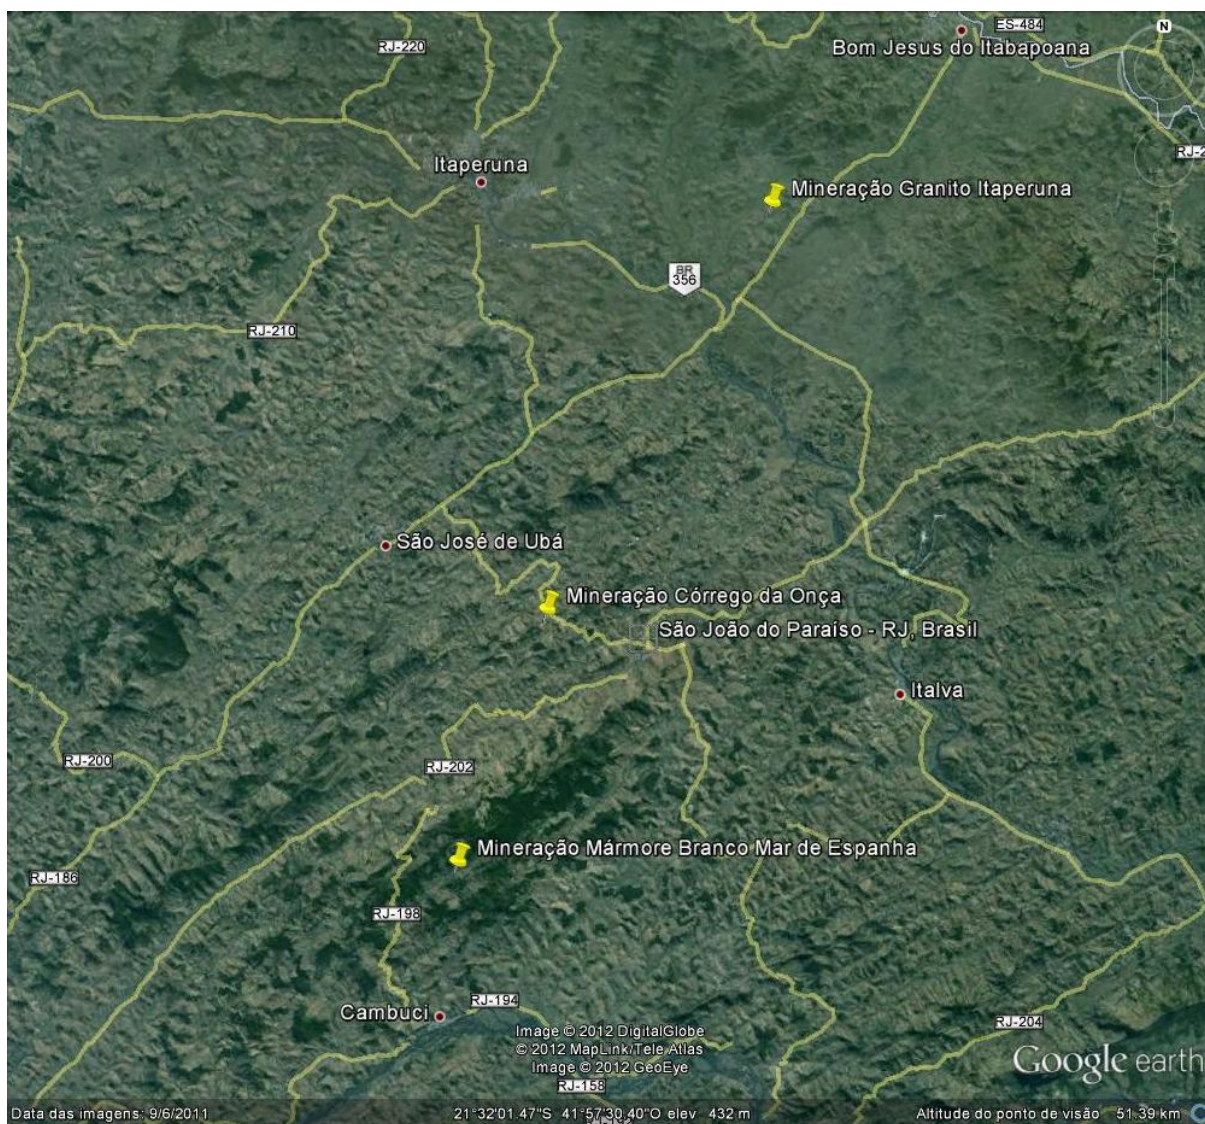 ES-484
N
RJ-220
Bom Jesus do Itabapoana
RJ-2
Itaperuna
Mineração Granito Itaperuna
BR
356
RJ-210
São José de Ubá
Mineração Córrego da Onça
São João do Paraíso - RJ, Brasil
Italva
RJ-200
RJ-202
Mineração Mármore Branco Mar de Espanha
RJ-186
RJ-198
RJ-194
Cambuci
RJ-204
Image © 2012 DigitalGlobe
© 2012 MapLink/Tele Atlas
Image © 2012 GeoEye
Google earth
RJ-158
Data das imagens: 9/6/2011 21°32'01.47"S 41°57'30.40"O elev 432 m Altitude do ponto de visão 51.39 km